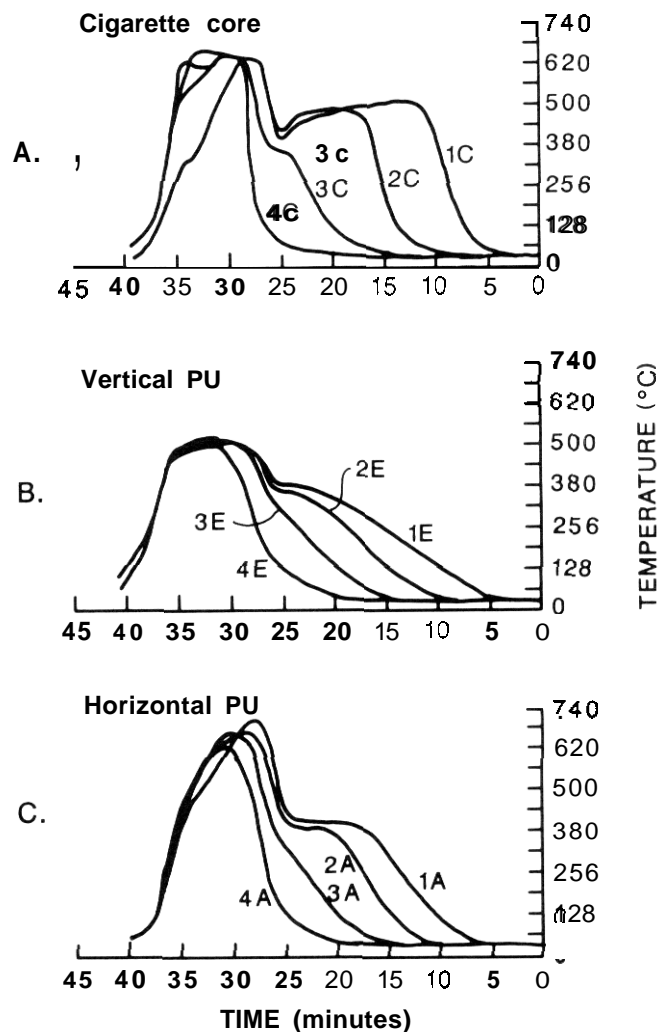 Cigarette core
740
620
500
A. ,
3 c
1C
380
3C
2C
256
4c
128
0
45 40 35 30 25 20 15 10 5 0
Vertical PU
740
620
500
2E
B.
380
3E
1E
256
4E
128
0
45 40 35 30 25 20 15 10 5 0
TEMPERATURE (°C)
Horizontal PU
740
620
500
C.
380
2A
1A
256
4A
3A
128
45 40 35 30 25 20 15 10 5 0
TIME (minutes)